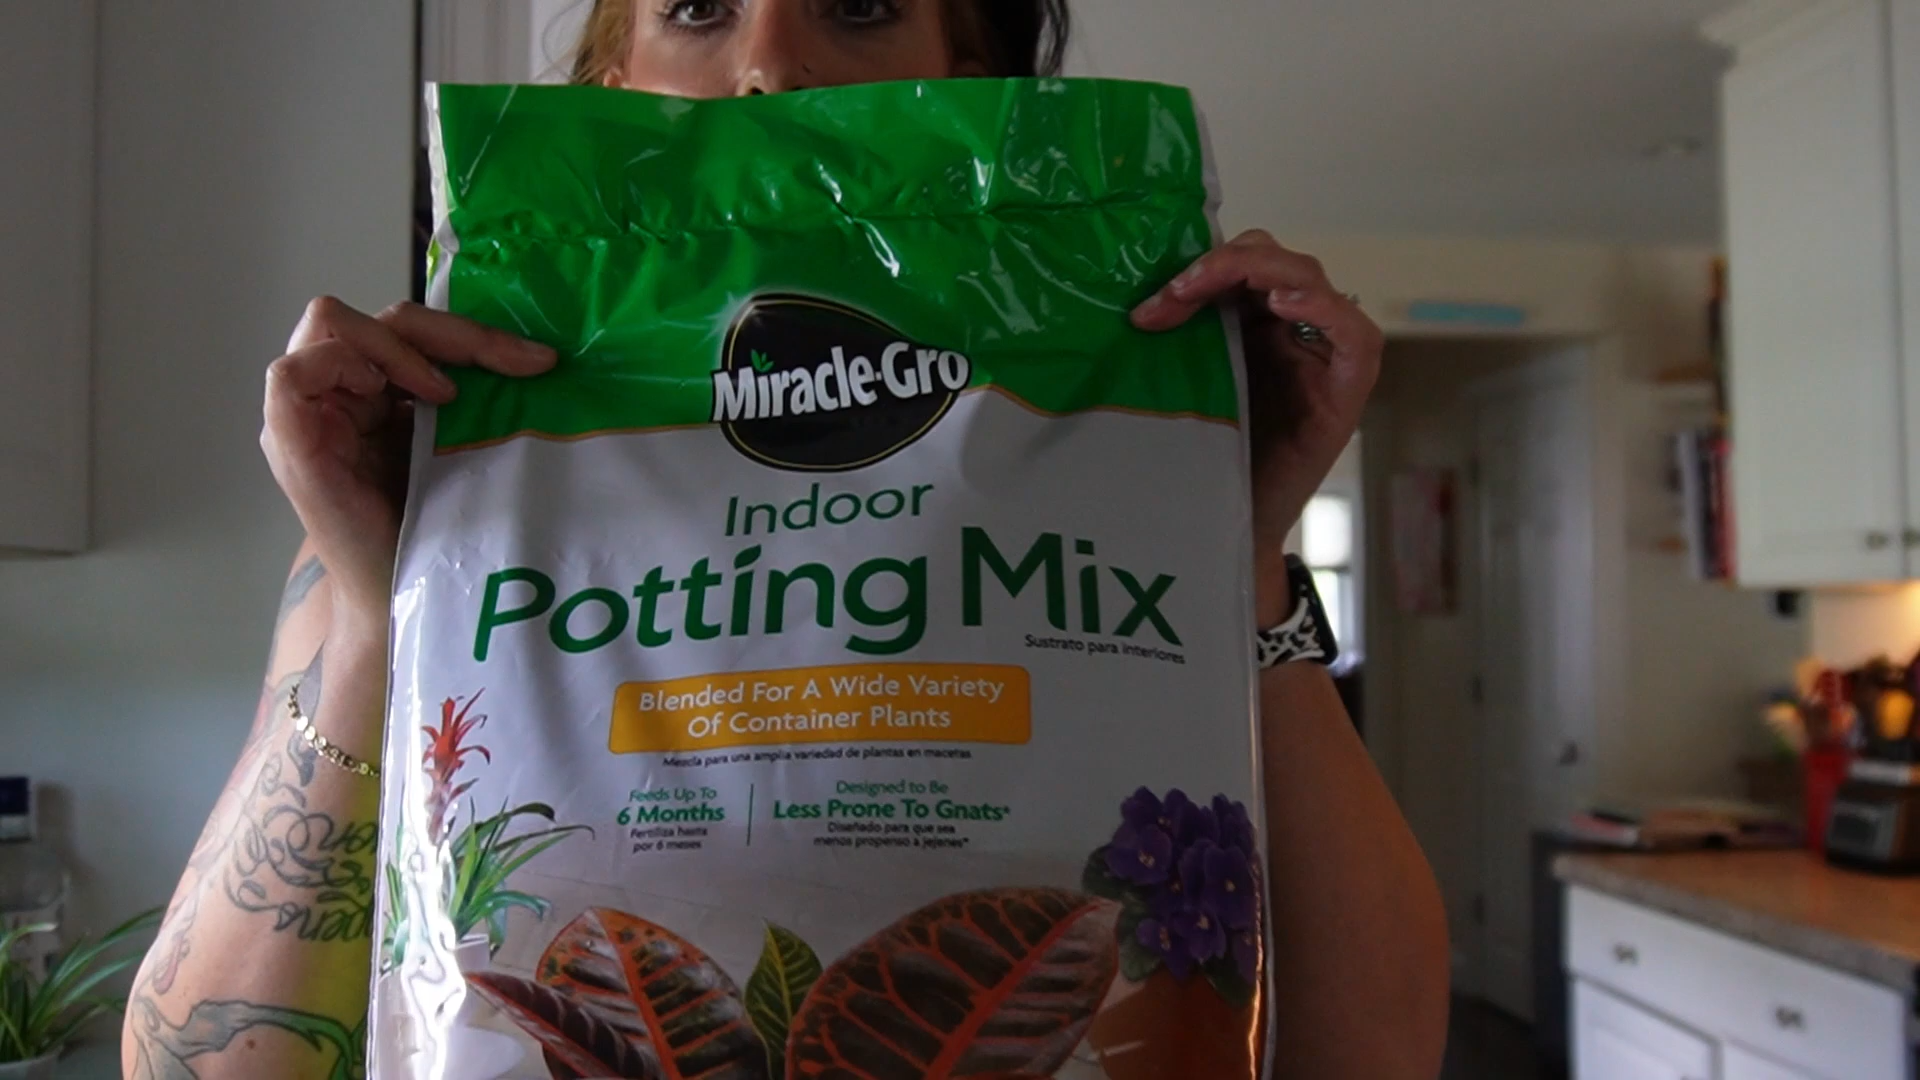 Miracle-Gro
Indoor
Potting Mix
Sustrato para interiores
Blended For A Wide Variety
Of Container Plants
Mezcla para una amplia variedad de plantas en macetas
Feeds Up To
6 Months
Fertiliza hasta
por 6 meses
Designed to Be
Less Prone To Gnats*
Diseñado para que sea
menos propenso a jejenes*